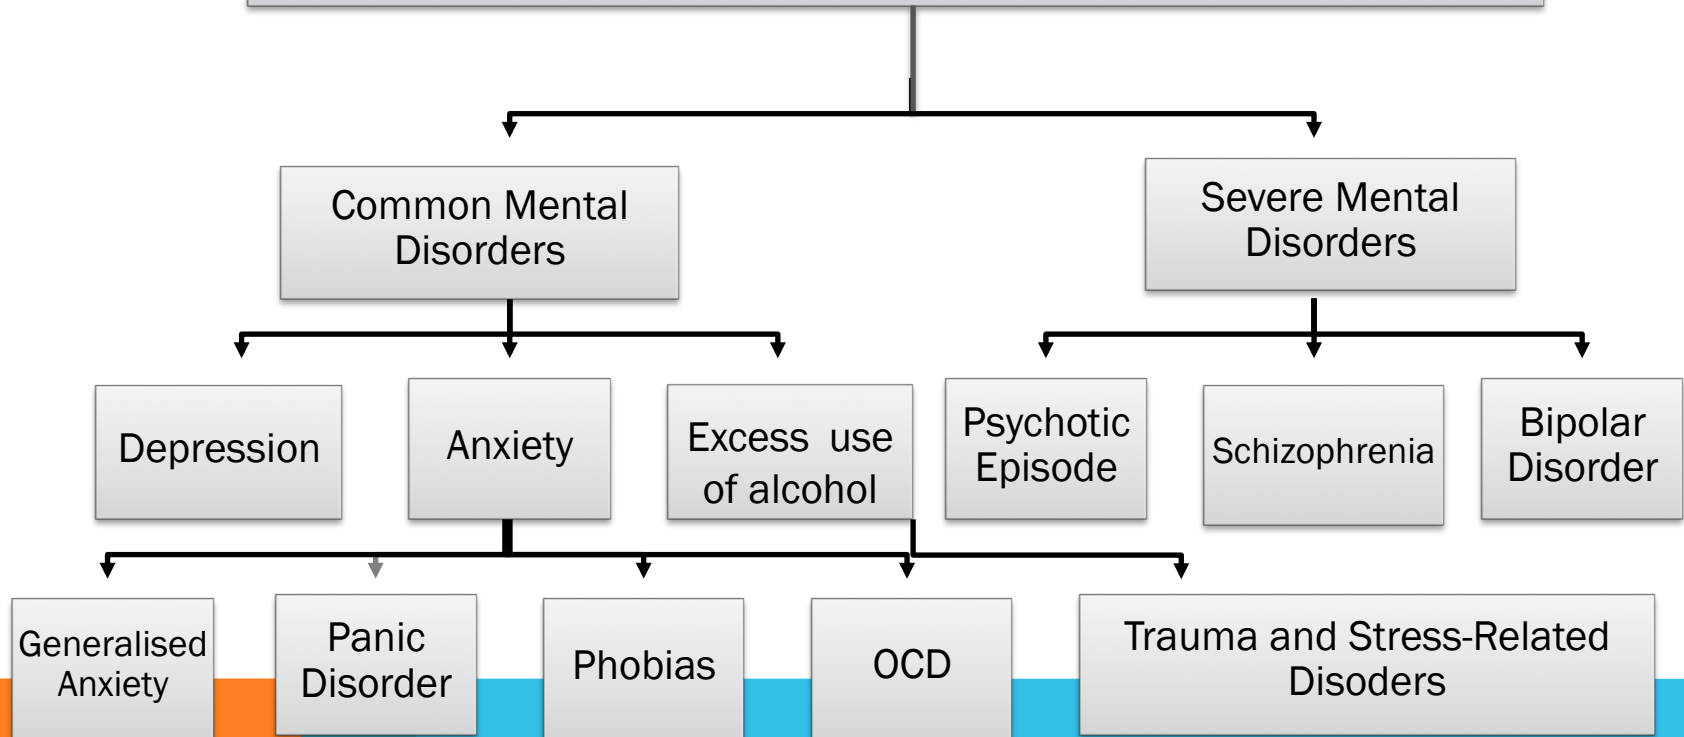 Common Mental
Disorders
Severe Mental
Disorders
Depression
Anxiety
Excess use
of alcohol
Psychotic
Episode
Schizophrenia
Bipolar
Disorder
Generalised
Anxiety
Panic
Disorder
Phobias
OCD
Trauma and Stress-Related
Disoders